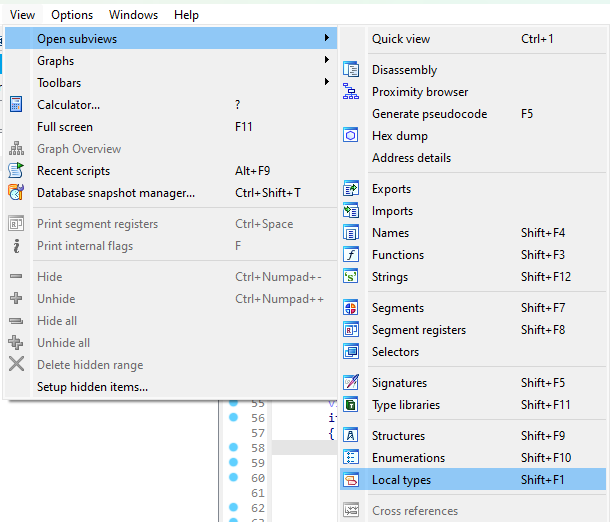 View Options Windows Help
Open subviews
Graphs
Toolbars
Calculator... ?
Full screen F11
Graph Overview
Recent scripts Alt+F9
Database snapshot manager... Ctrl+Shift+T
Print segment registers Ctrl+Space
Print internal flags F
Hide Ctrl+Numpad+-
Unhide Ctrl+Numpad++
Hide all
Unhide all
Delete hidden range
Setup hidden items...
Quick view Ctrl+1
Disassembly
Proximity browser
Generate pseudocode F5
Hex dump
Address details
Exports
Imports
Names Shift+F4
Functions Shift+F3
Strings Shift+F12
Segments Shift+F7
Segment registers Shift+F8
Selectors
Signatures Shift+F5
Type libraries Shift+F11
Structures Shift+F9
Enumerations Shift+F10
Local types Shift+F1
Cross references
55
56
57 {
58
59
60
61
62